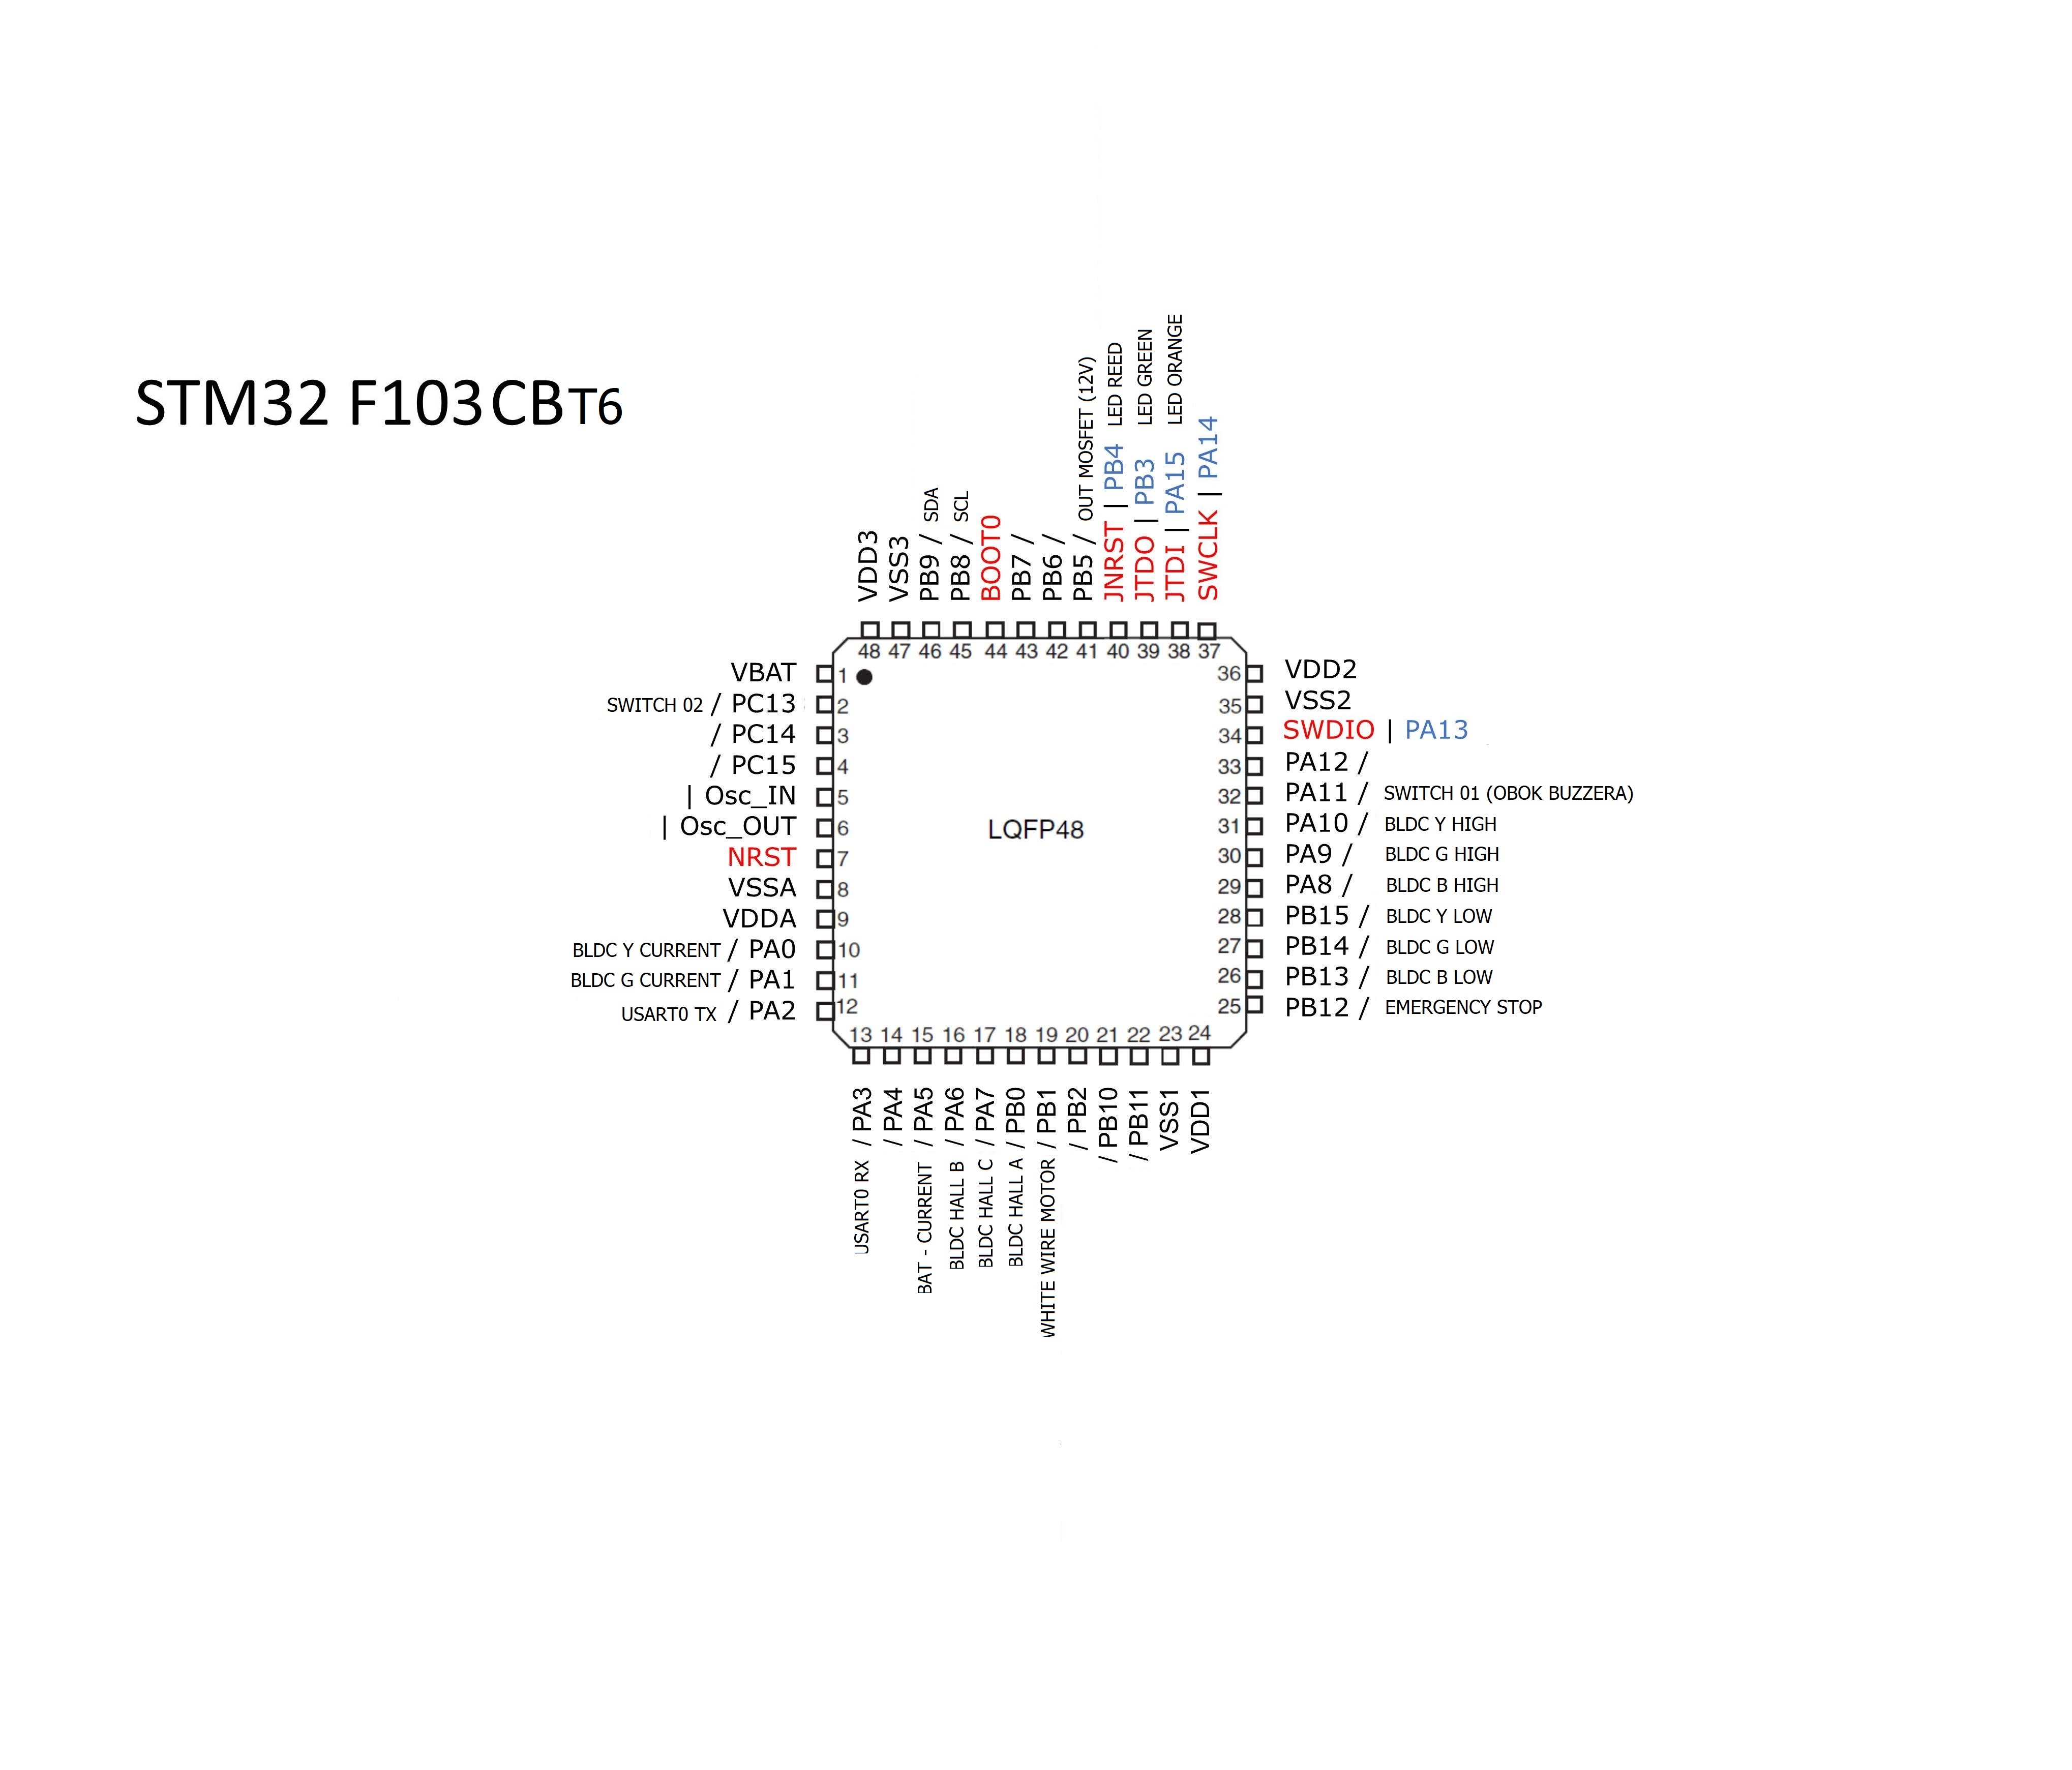 STM32 F103CBT6
VDD3
VSS3
PB9 / SDA
PB8 / SCL
BOOT0
PB7 /
PB6 /
PB5 / OUT MOSFET (12V)
JNRST | PB4 LED REED
JTDO | PB3 LED GREEN
JTDI | PA15 LED ORANGE
SWCLK | PA14
48 47 46 45 44 43 42 41 40 39 38 37
VBAT 1
SWITCH 02 / PC13 2
/ PC14 3
/ PC15 4
| Osc_IN 5
| Osc_OUT 6
NRST 7
VSSA 8
VDDA 9
BLDC Y CURRENT / PA0 10
BLDC G CURRENT / PA1 11
USART0 TX / PA2 12
LQFP48
36 VDD2
35 VSS2
34 SWDIO | PA13
33 PA12 /
32 PA11 / SWITCH 01 (OBOK BUZZERA)
31 PA10 / BLDC Y HIGH
30 PA9 / BLDC G HIGH
29 PA8 / BLDC B HIGH
28 PB15 / BLDC Y LOW
27 PB14 / BLDC G LOW
26 PB13 / BLDC B LOW
25 PB12 / EMERGENCY STOP
13 14 15 16 17 18 19 20 21 22 23 24
USART0 RX / PA3
/ PA4
BAT - CURRENT / PA5
BLDC HALL B / PA6
BLDC HALL C / PA7
BLDC HALL A / PB0
WHITE WIRE MOTOR / PB1
/ PB2
/ PB10
/ PB11
VSS1
VDD1